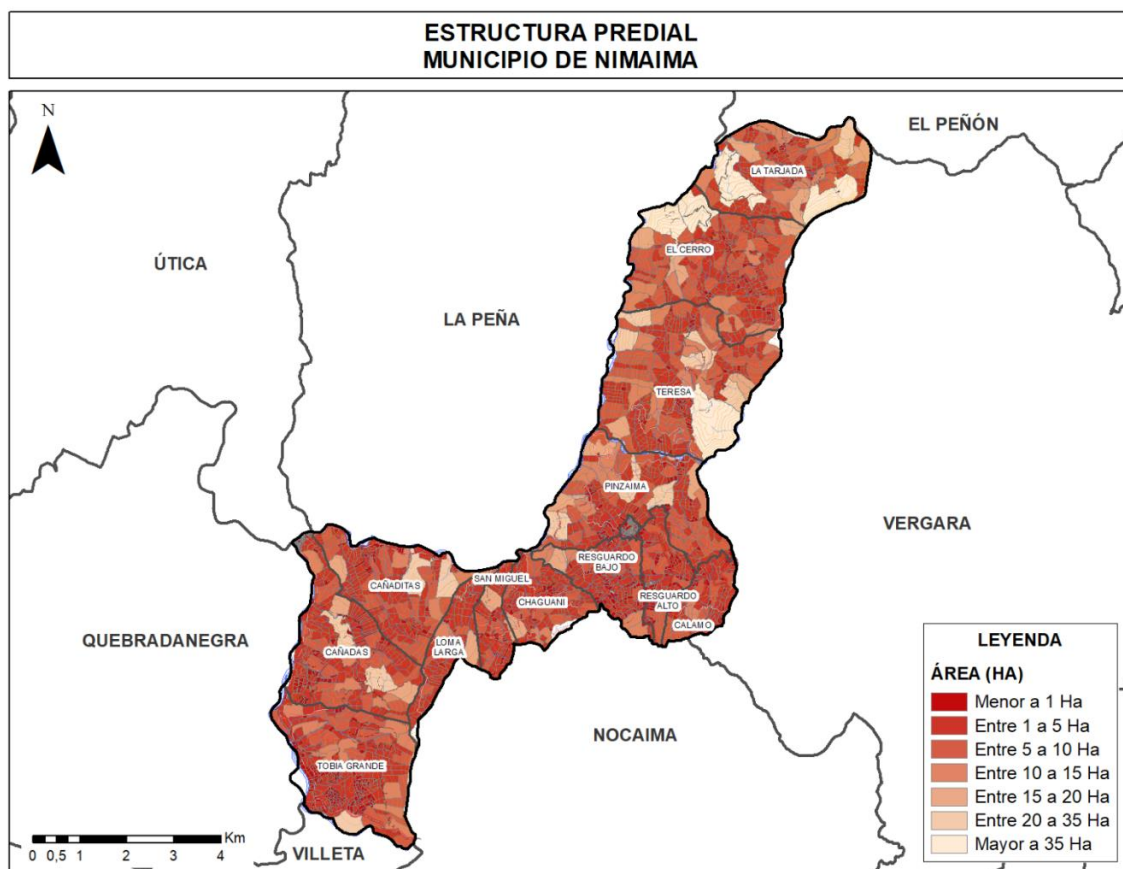 ESTRUCTURA PREDIAL
MUNICIPIO DE NIMAIMA
N
EL PEÑÓN
LA TARJADA
ÚTICA
EL CERRO
LA PEÑA
TERESA
PINZAIMA
VERGARA
RESGUARDO
BAJO
SAN MIGUEL
CAÑADITAS
CHAGUANI
RESGUARDO
ALTO
CALAMO
QUEBRADANEGRA
LOMA
LARGA
CAÑADAS
NOCAIMA
TOBIA GRANDE
VILLETA
Km
0 0,5 1 2 3 4
LEYENDA
ÁREA (HA)
Menor a 1 Ha
Entre 1 a 5 Ha
Entre 5 a 10 Ha
Entre 10 a 15 Ha
Entre 15 a 20 Ha
Entre 20 a 35 Ha
Mayor a 35 Ha